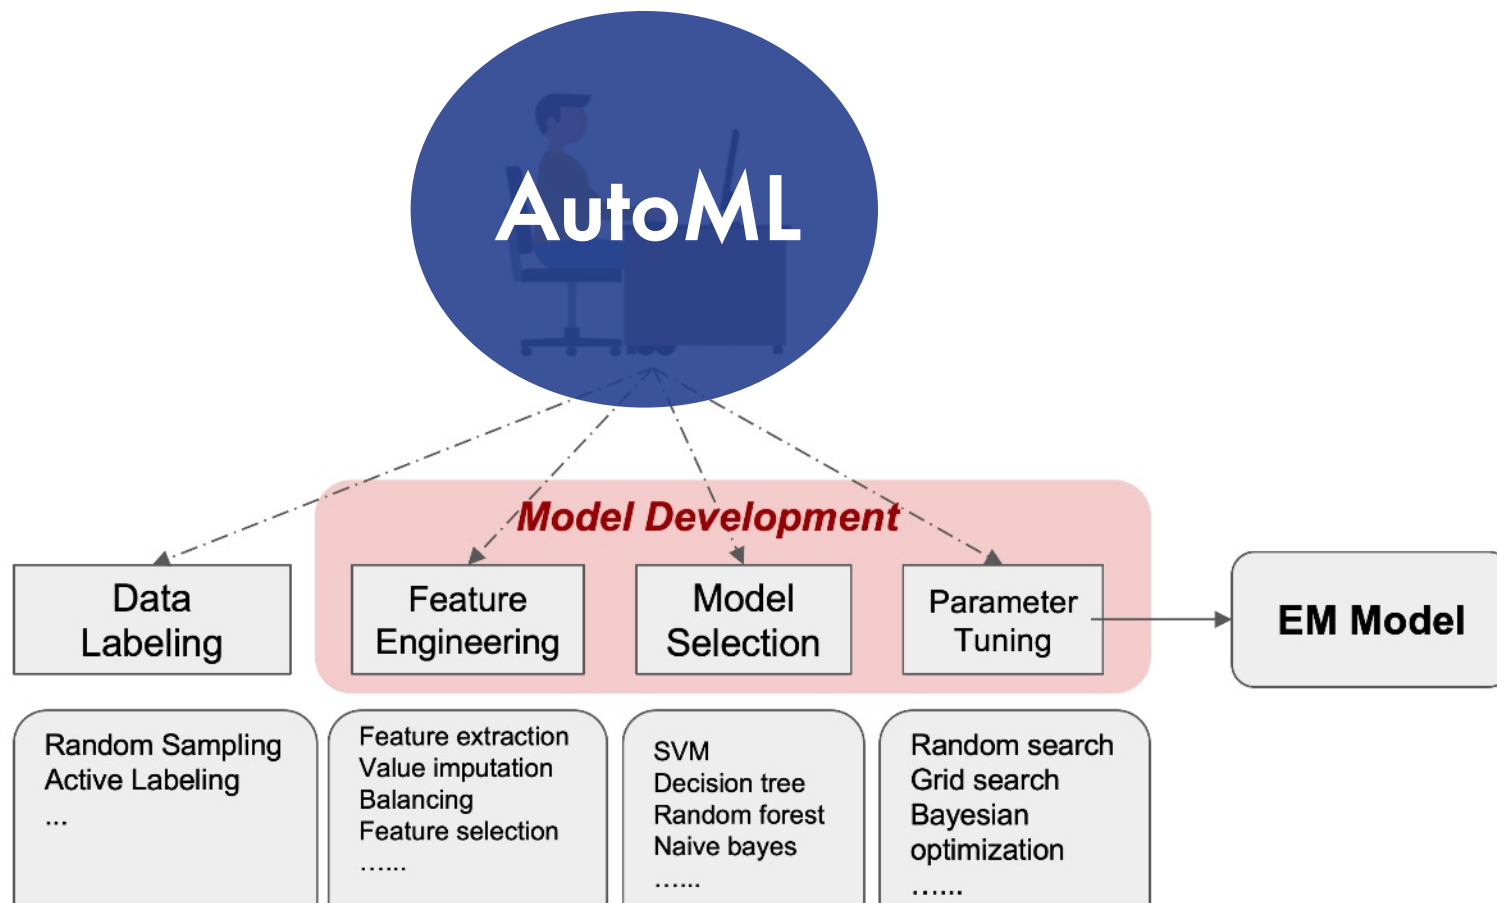 AutoML
Model Development
Data
Labeling
Feature
Engineering
Model
Selection
Parameter
Tuning
EM Model
Random Sampling
Active Labeling
...
Feature extraction
Value imputation
Balancing
Feature selection
......
SVM
Decision tree
Random forest
Naive bayes
......
Random search
Grid search
Bayesian
optimization
......